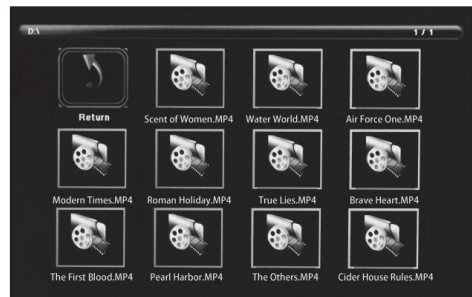 D:\ 1 / 1
Return Scent of Women.MP4 Water World.MP4 Air Force One.MP4
Modern Times.MP4 Roman Holiday.MP4 True Lies.MP4 Brave Heart.MP4
The First Blood.MP4 Pearl Harbor.MP4 The Others.MP4 Cider House Rules.MP4